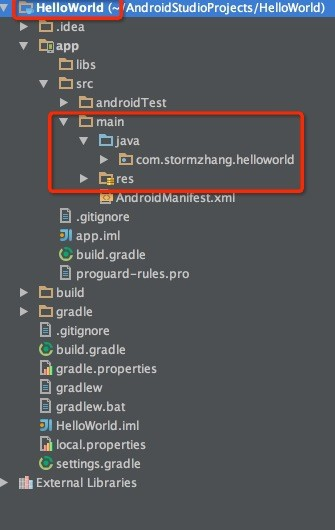 HelloWorld (~/AndroidStudioProjects/HelloWorld)
.idea
app
libs
src
androidTest
main
java
com.stormzhang.helloworld
res
AndroidManifest.xml
.gitignore
app.iml
build.gradle
proguard-rules.pro
build
gradle
.gitignore
build.gradle
gradle.properties
gradlew
gradlew.bat
HelloWorld.iml
local.properties
settings.gradle
External Libraries